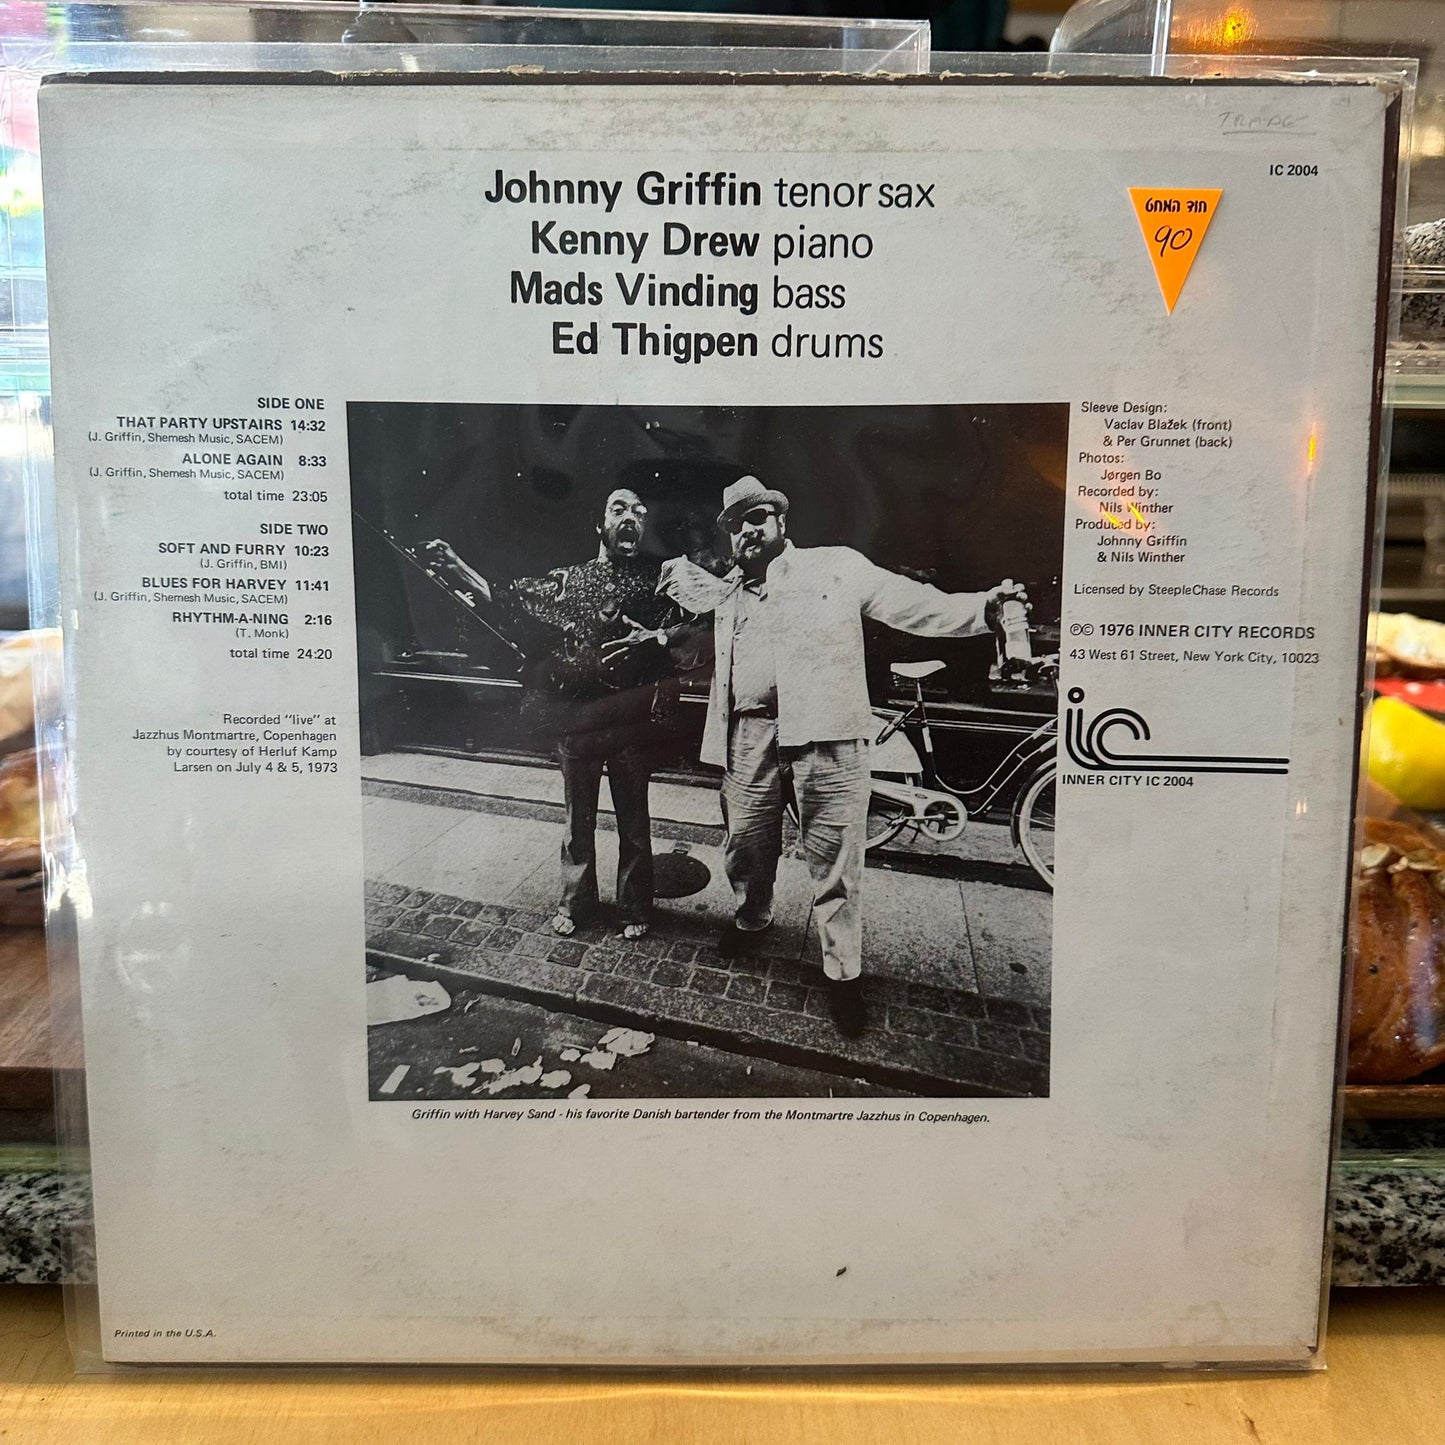 TRADE
IC 2004
Johnny Griffin tenor sax
Kenny Drew piano
Mads Vinding bass
Ed Thigpen drums
חוד המחט
90
SIDE ONE
THAT PARTY UPSTAIRS 14:32
(J. Griffin, Shemesh Music, SACEM)
ALONE AGAIN 8:33
(J. Griffin, Shemesh Music, SACEM)
total time 23:05
SIDE TWO
SOFT AND FURRY 10:23
(J. Griffin, BMI)
BLUES FOR HARVEY 11:41
(J. Griffin, Shemesh Music, SACEM)
RHYTHM-A-NING 2:16
(T. Monk)
total time 24:20
Recorded "live" at
Jazzhus Montmartre, Copenhagen
by courtesy of Herluf Kamp
Larsen on July 4 & 5, 1973
Sleeve Design:
Vaclav Blažek (front)
& Per Grunnet (back)
Photos:
Jørgen Bo
Recorded by:
Nils Winther
Produced by:
Johnny Griffin
& Nils Winther
Licensed by SteepleChase Records
℗© 1976 INNER CITY RECORDS
43 West 61 Street, New York City, 10023
ic
INNER CITY IC 2004
Griffin with Harvey Sand - his favorite Danish bartender from the Montmartre Jazzhus in Copenhagen.
Printed in the U.S.A.